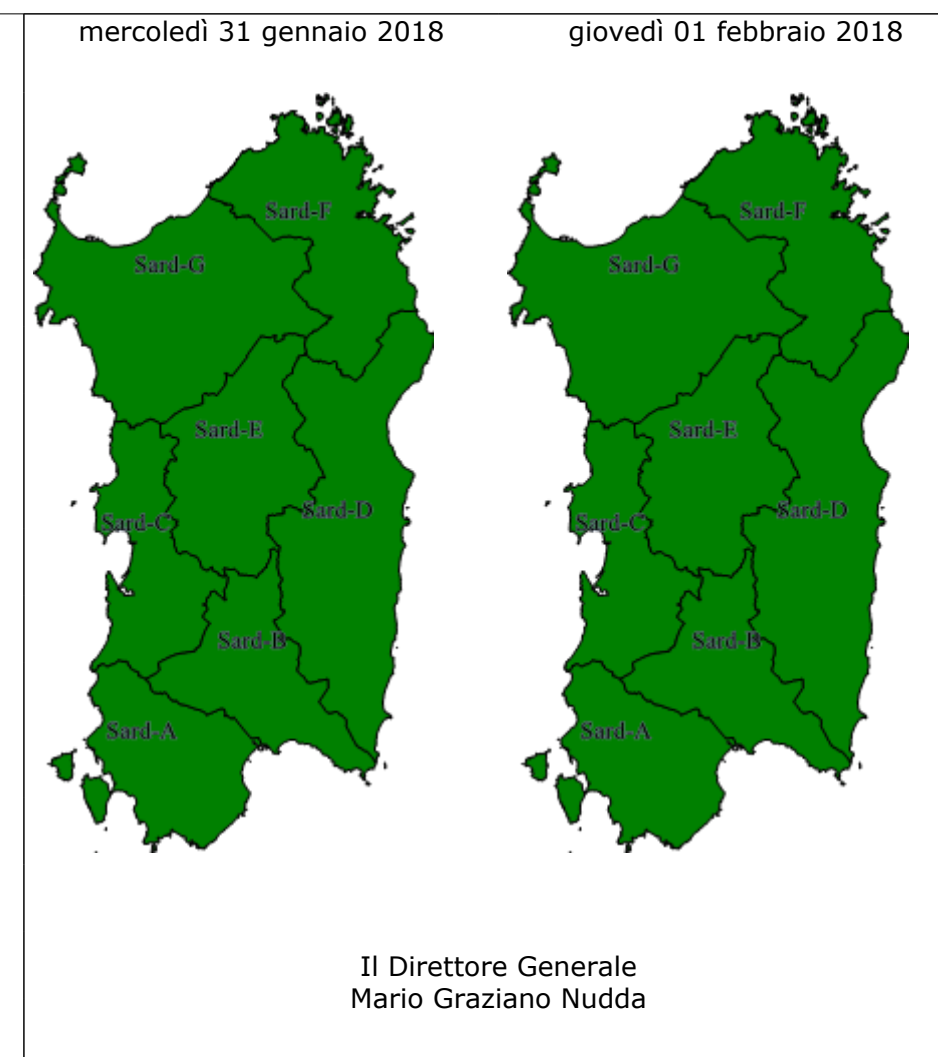 mercoledì 31 gennaio 2018
giovedì 01 febbraio 2018
Sard-F
Sard-G
Sard-E
Sard-D
Sard-C
Sard-B
Sard-A
Sard-F
Sard-G
Sard-E
Sard-D
Sard-C
Sard-B
Sard-A
Il Direttore Generale
Mario Graziano Nudda